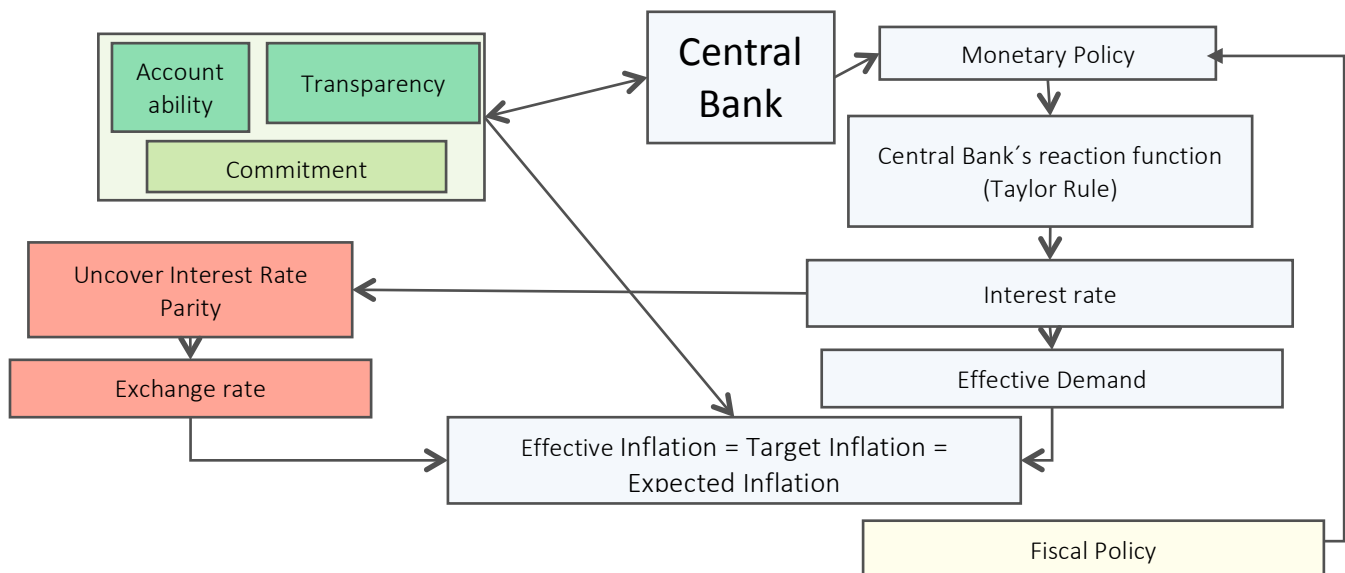 Account
ability
Transparency
Commitment
Central
Bank
Monetary Policy
Central Bank´s reaction function
(Taylor Rule)
Uncover Interest Rate
Parity
Interest rate
Exchange rate
Effective Demand
Effective Inflation = Target Inflation =
Expected Inflation
Fiscal Policy